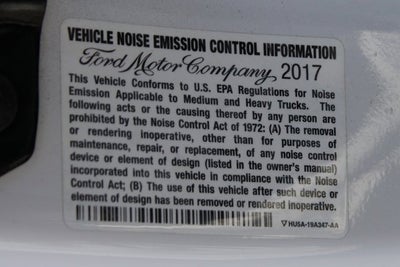 VEHICLE NOISE EMISSION CONTROL INFORMATION
Ford Motor Company 2017
This Vehicle Conforms to U.S. EPA Regulations for Noise
Emission Applicable to Medium and Heavy Trucks. The
following acts or the causing thereof by any person are
prohibited by the Noise Control Act of 1972: (A) The removal
or rendering inoperative, other than for purposes of
maintenance, repair, or replacement, of any noise control
device or element of design (listed in the owner's manual)
incorporated into this vehicle in compliance with the Noise
Control Act; (B) The use of this vehicle after such device or
element of design has been removed or rendered inoperative.
HU5A-19A347-AA